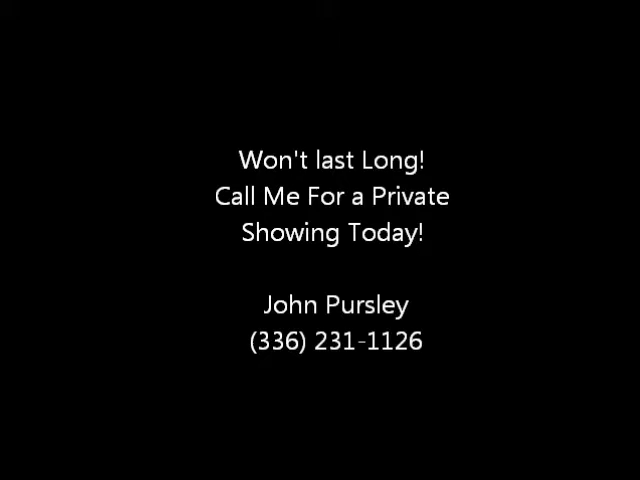 Won't last Long!
Call Me For a Private
Showing Today!
John Pursley
(336) 231-1126